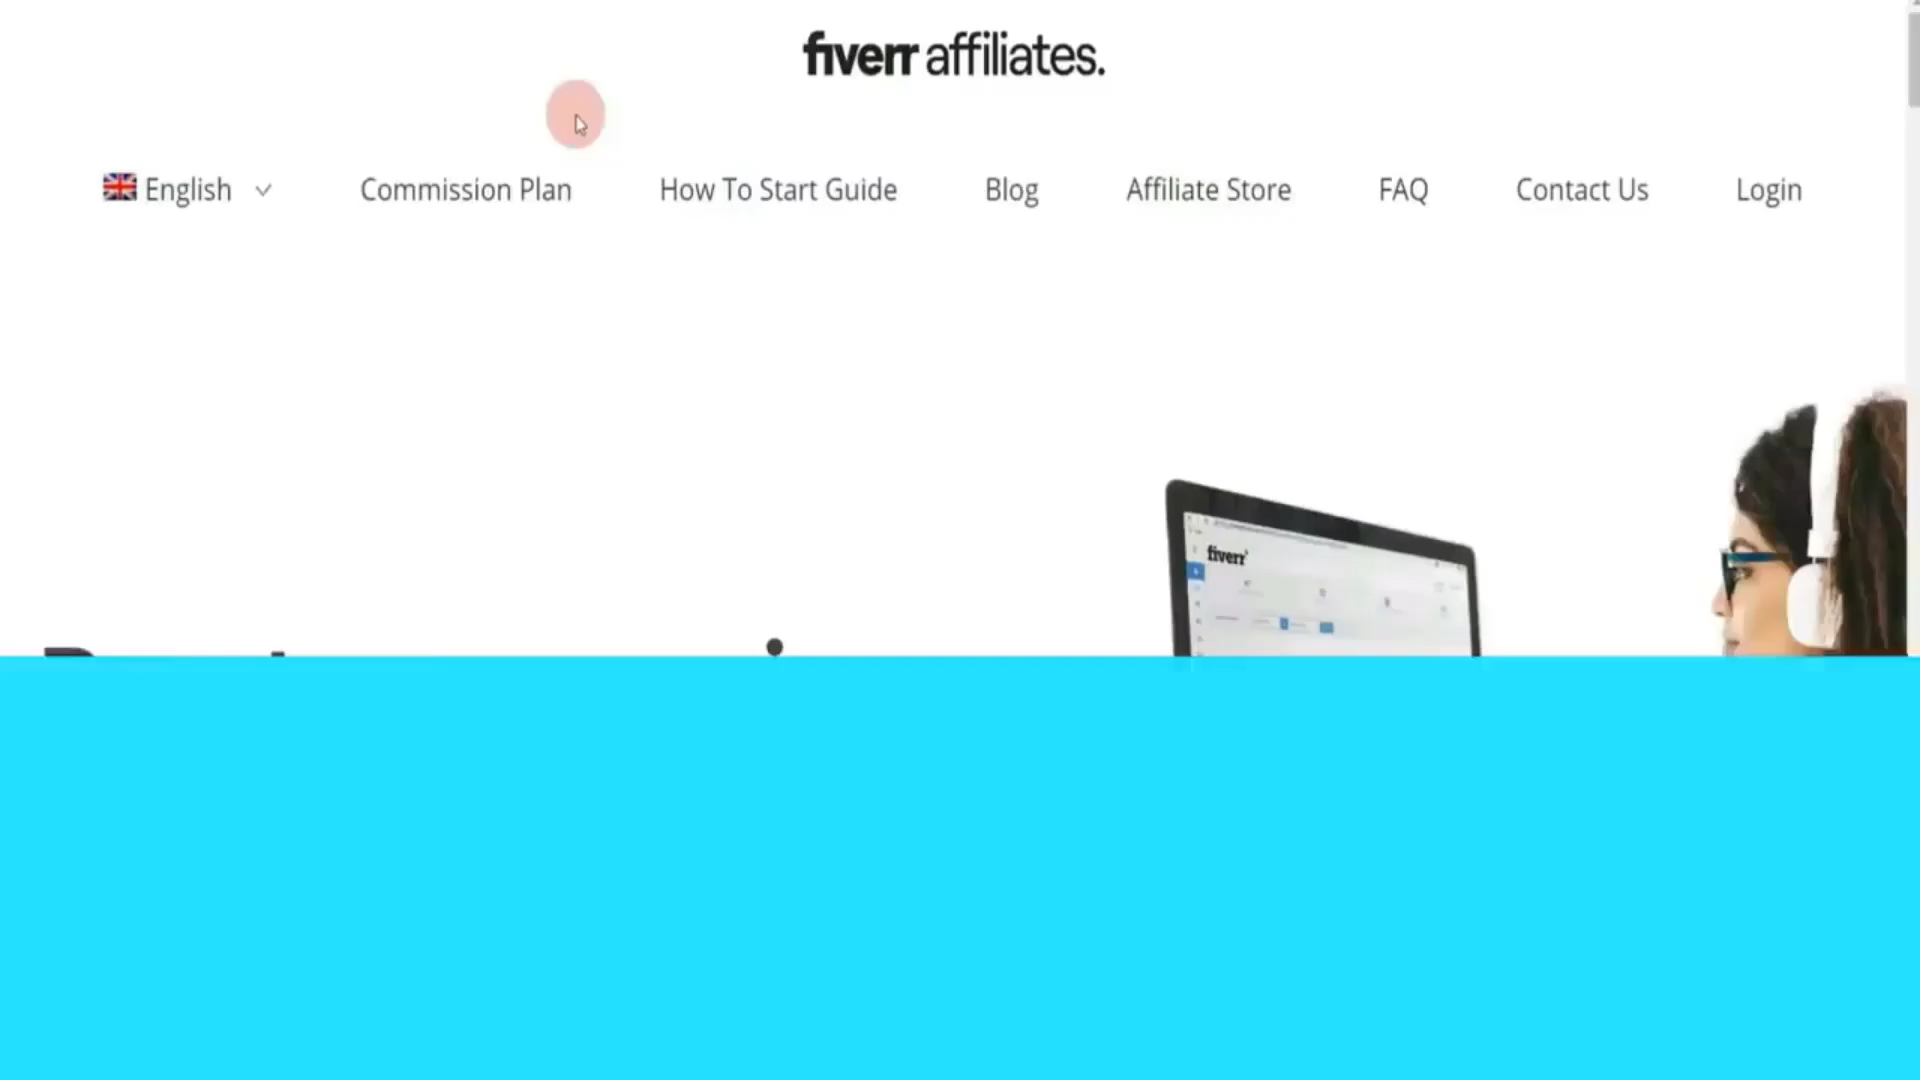 fiverr affiliates.
English Commission Plan How To Start Guide Blog Affiliate Store FAQ Contact Us Login
fiverr